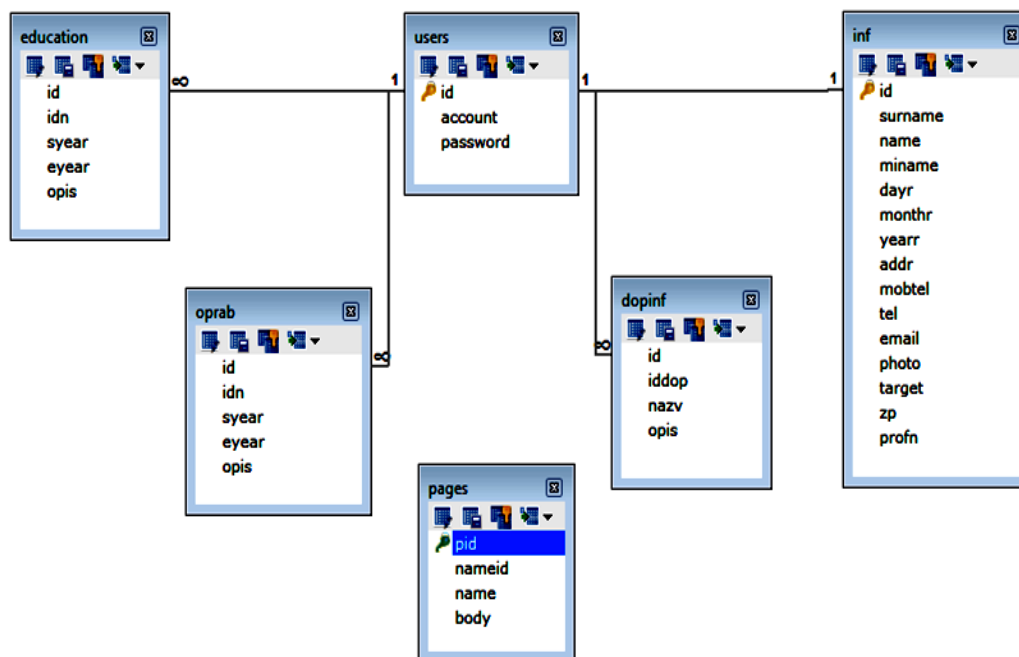 education
id
idn
syear
eyear
opis
∞
1
users
id
account
password
1
1
inf
id
surname
name
miname
dayr
monthr
yearr
addr
mobtel
tel
email
photo
target
zp
profn
oprab
id
idn
syear
eyear
opis
∞
dopinf
id
iddop
nazv
opis
∞
pages
pid
nameid
name
body